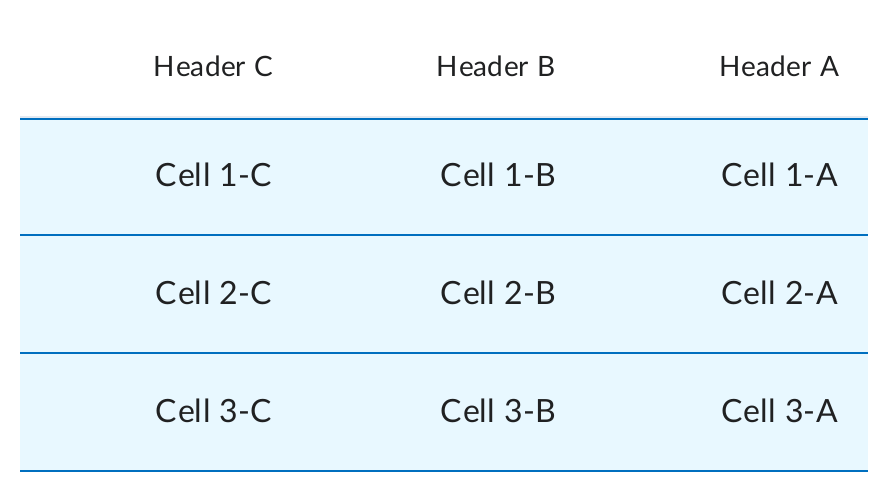 Header C Header B Header A
Cell 1-C Cell 1-B Cell 1-A
Cell 2-C Cell 2-B Cell 2-A
Cell 3-C Cell 3-B Cell 3-A